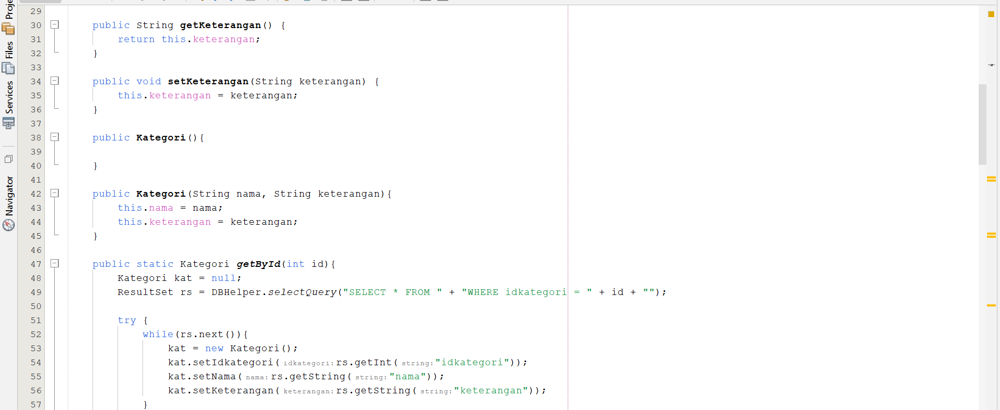 Proje
Files
Services
Navigator
29
30 public String getKeterangan() {
31 return this.keterangan;
32 }
33
34 public void setKeterangan(String keterangan) {
35 this.keterangan = keterangan;
36 }
37
38 public Kategori(){
39
40 }
41
42 public Kategori(String nama, String keterangan){
43 this.nama = nama;
44 this.keterangan = keterangan;
45 }
46
47 public static Kategori getById(int id){
48 Kategori kat = null;
49 ResultSet rs = DBHelper.selectQuery("SELECT * FROM " + "WHERE idkategori = " + id + "");
50
51 try {
52 while(rs.next()){
53 kat = new Kategori();
54 kat.setIdkategori( idkategori: rs.getInt( string: "idkategori"));
55 kat.setNama( nama: rs.getString( string: "nama"));
56 kat.setKeterangan( keterangan: rs.getString( string: "keterangan"));
57 }